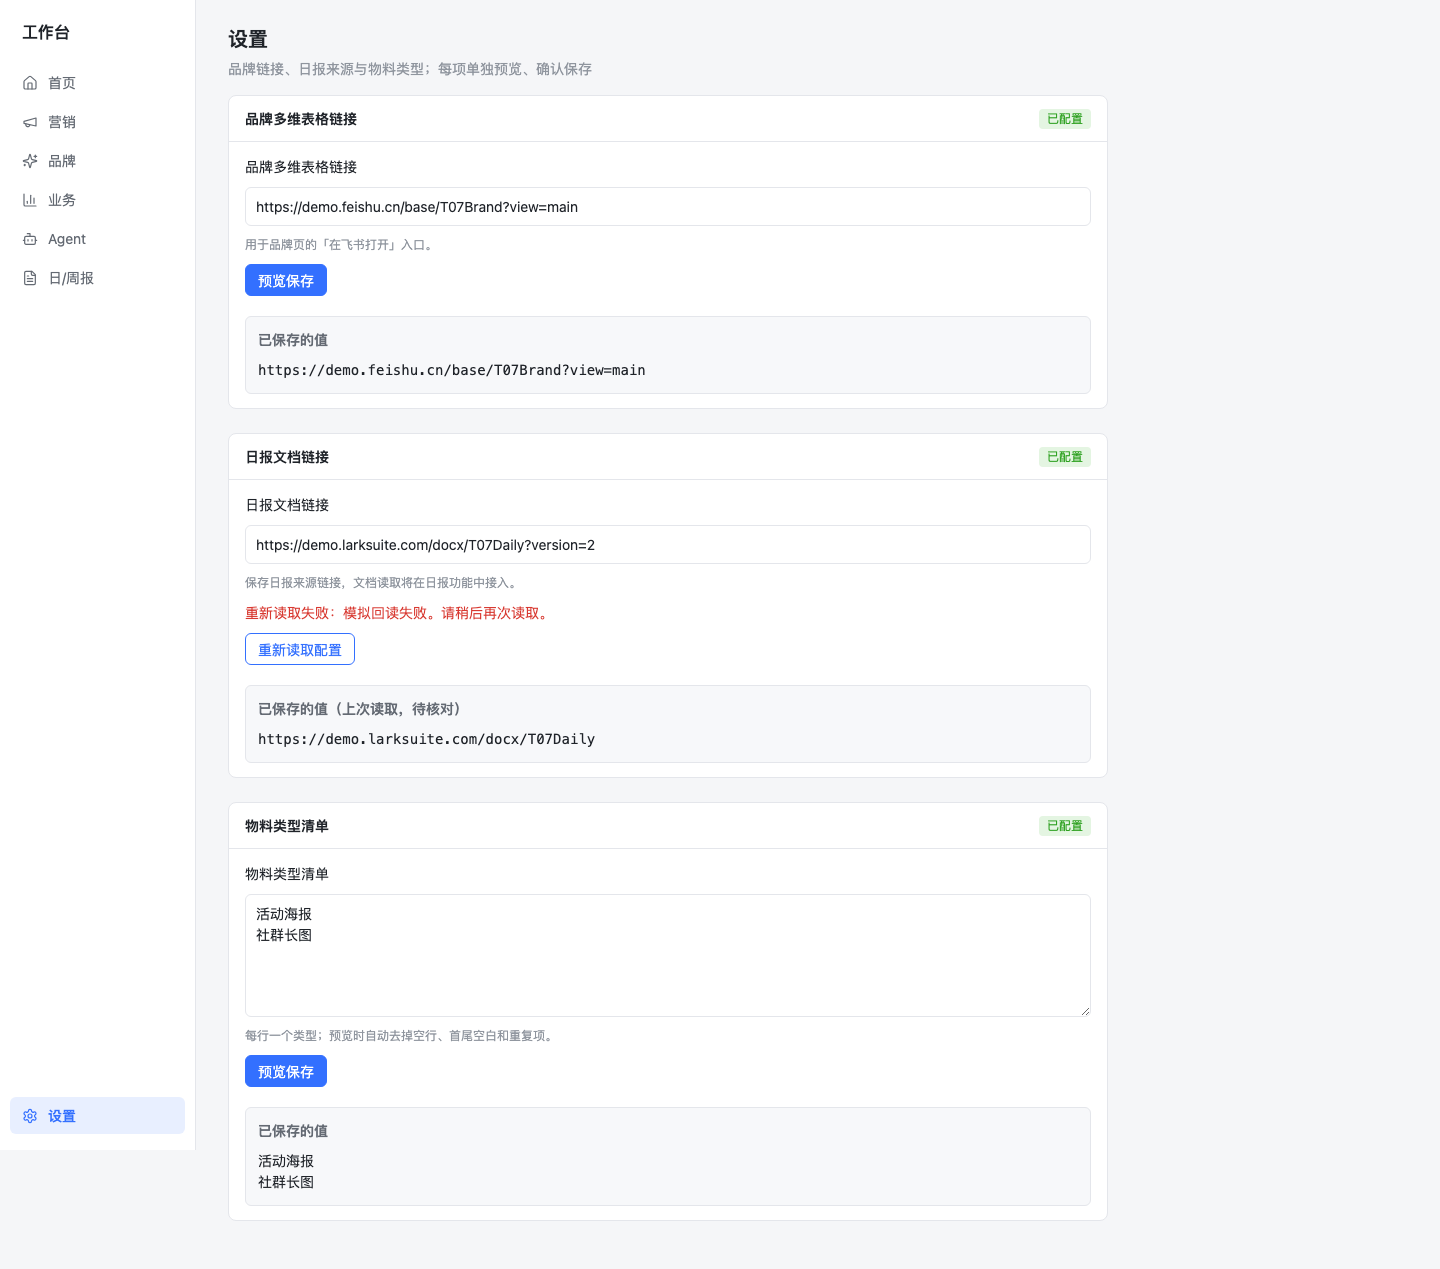 工作台
首页
营销
品牌
业务
Agent
日/周报
设置
设置
品牌链接、日报来源与物料类型；每项单独预览、确认保存
品牌多维表格链接
已配置
品牌多维表格链接
https://demo.feishu.cn/base/T07Brand?view=main
用于品牌页的「在飞书打开」入口。
预览保存
已保存的值
https://demo.feishu.cn/base/T07Brand?view=main
日报文档链接
已配置
日报文档链接
https://demo.larksuite.com/docx/T07Daily?version=2
保存日报来源链接，文档读取将在日报功能中接入。
重新读取失败：模拟回读失败。请稍后再次读取。
重新读取配置
已保存的值（上次读取，待核对）
https://demo.larksuite.com/docx/T07Daily
物料类型清单
已配置
物料类型清单
活动海报
社群长图
每行一个类型；预览时自动去掉空行、首尾空白和重复项。
预览保存
已保存的值
活动海报
社群长图